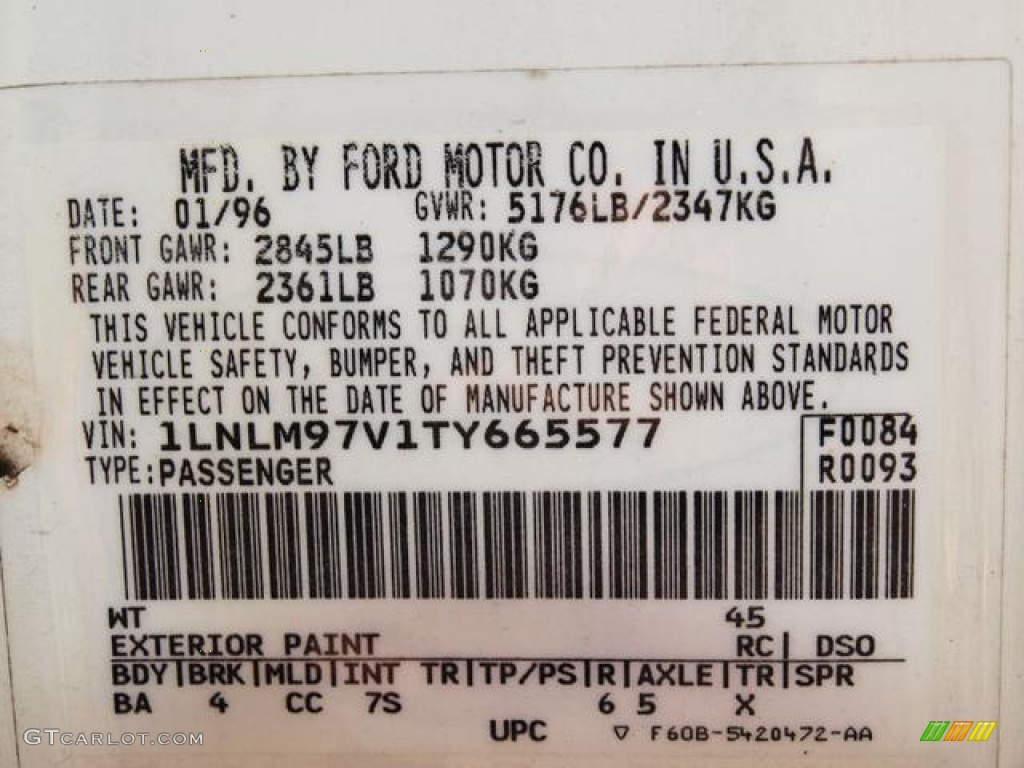 MFD. BY FORD MOTOR CO. IN U.S.A.
DATE: 01/96 GVWR: 5176LB/2347KG
FRONT GAWR: 2845LB 1290KG
REAR GAWR: 2361LB 1070KG
THIS VEHICLE CONFORMS TO ALL APPLICABLE FEDERAL MOTOR
VEHICLE SAFETY, BUMPER, AND THEFT PREVENTION STANDARDS
IN EFFECT ON THE DATE OF MANUFACTURE SHOWN ABOVE.
VIN: 1LNLM97V1TY665577 F0084
TYPE: PASSENGER R0093
WT 45
EXTERIOR PAINT RC| DSO
BDY|BRK|MLD|INT TR|TP/PS|R|AXLE|TR|SPR
BA 4 CC 7S 6 5 X
UPC ▽ F60B-5420472-AA
GTCARLOT.COM